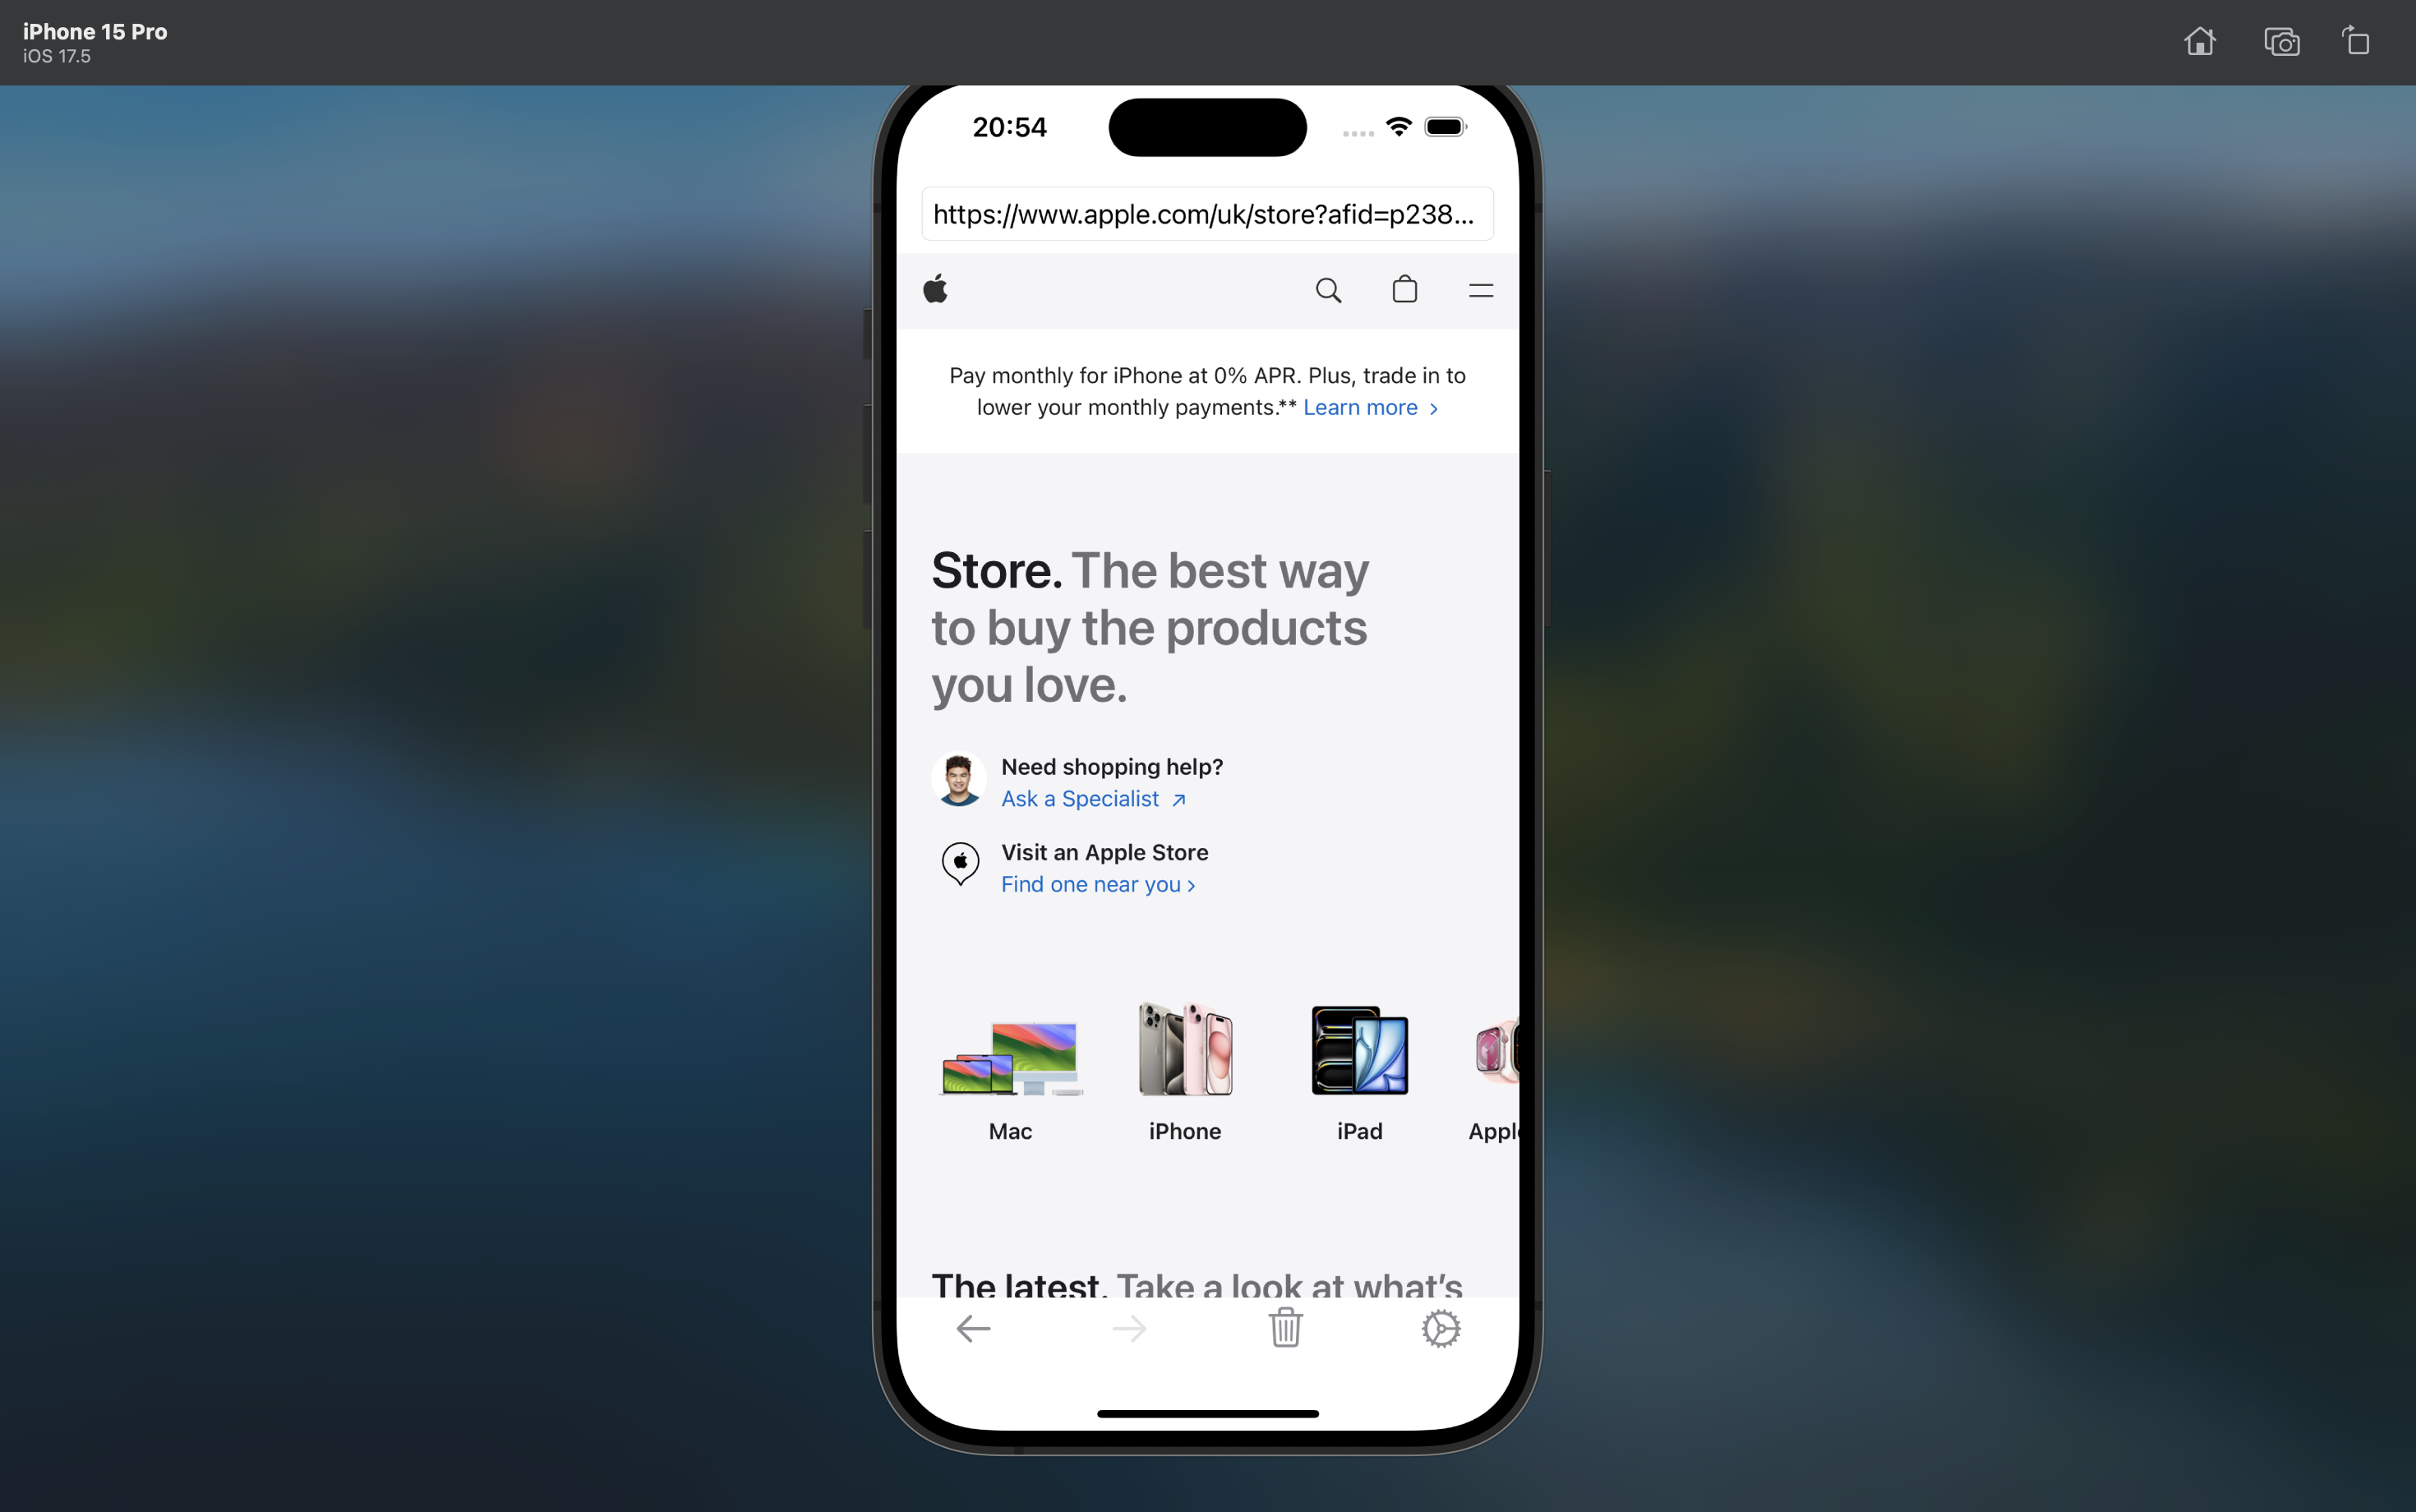 iPhone 15 Pro
iOS 17.5
20:54
https://www.apple.com/uk/store?afid=p238...
Pay monthly for iPhone at 0% APR. Plus, trade in to
lower your monthly payments.** Learn more >
Store. The best way
to buy the products
you love.
Need shopping help?
Ask a Specialist ↗
Visit an Apple Store
Find one near you >
Mac
iPhone
iPad
Apple
The latest. Take a look at what's